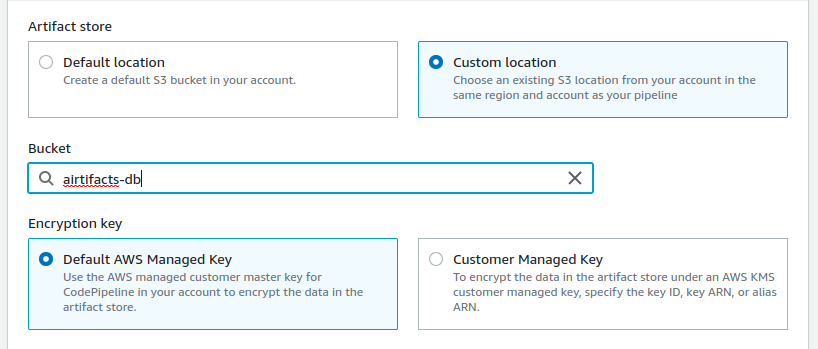 Artifact store
Default location
Create a default S3 bucket in your account.
Custom location
Choose an existing S3 location from your account in the
same region and account as your pipeline
Bucket
airtifacts-db
Encryption key
Default AWS Managed Key
Use the AWS managed customer master key for
CodePipeline in your account to encrypt the data in the
artifact store.
Customer Managed Key
To encrypt the data in the artifact store under an AWS KMS
customer managed key, specify the key ID, key ARN, or alias
ARN.